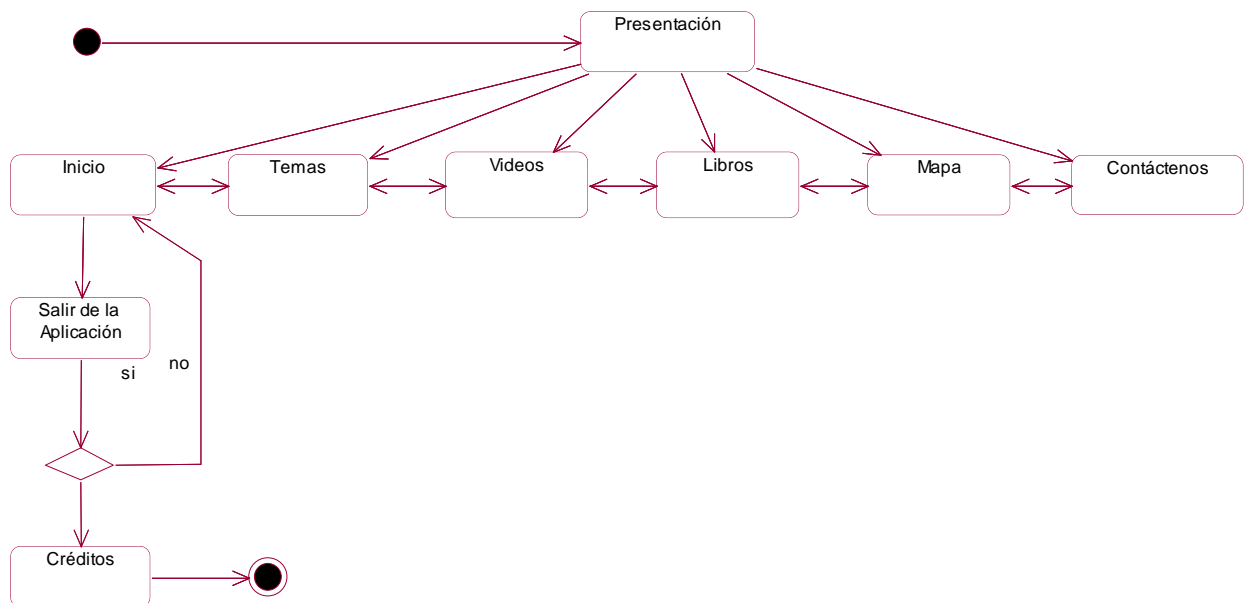 Presentación
Inicio
Temas
Videos
Libros
Mapa
Contáctenos
Salir de la
Aplicación
si
no
Créditos